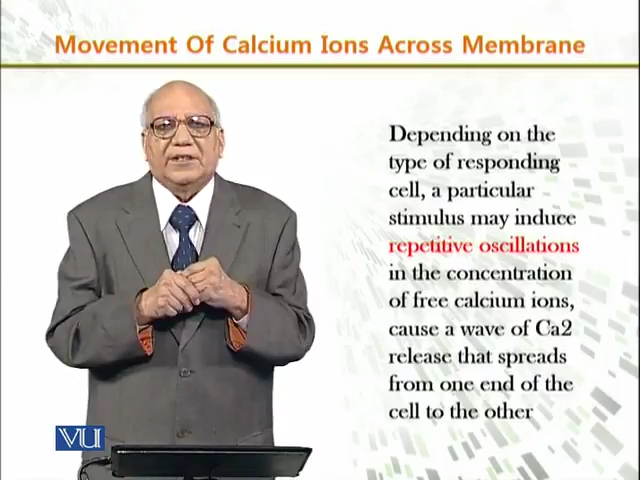 Movement Of Calcium Ions Across Membrane
Depending on the
type of responding
cell, a particular
stimulus may induce
repetitive oscillations
in the concentration
of free calcium ions,
cause a wave of Ca2
release that spreads
from one end of the
cell to the other
VU